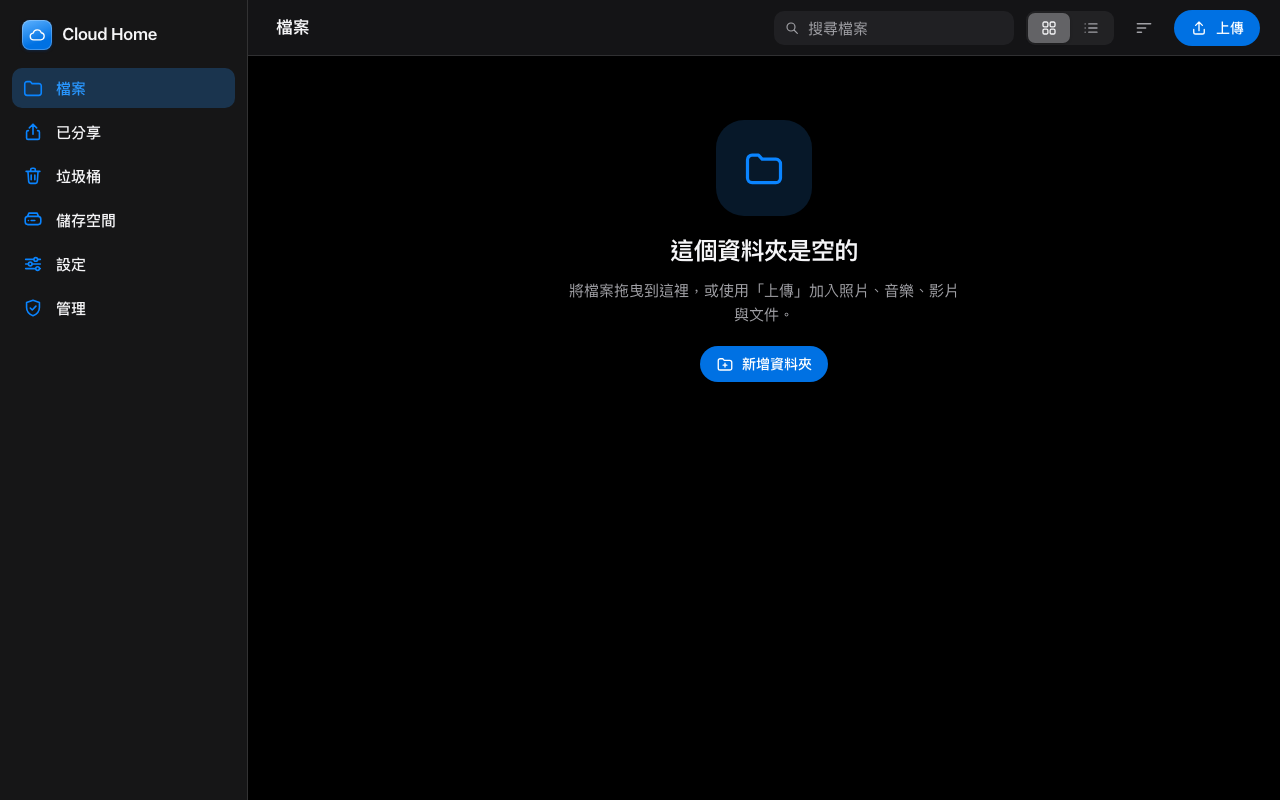 Cloud Home
檔案
已分享
垃圾桶
儲存空間
設定
管理
檔案
搜尋檔案
上傳
這個資料夾是空的
將檔案拖曳到這裡，或使用「上傳」加入照片、音樂、影片
與文件。
新增資料夾